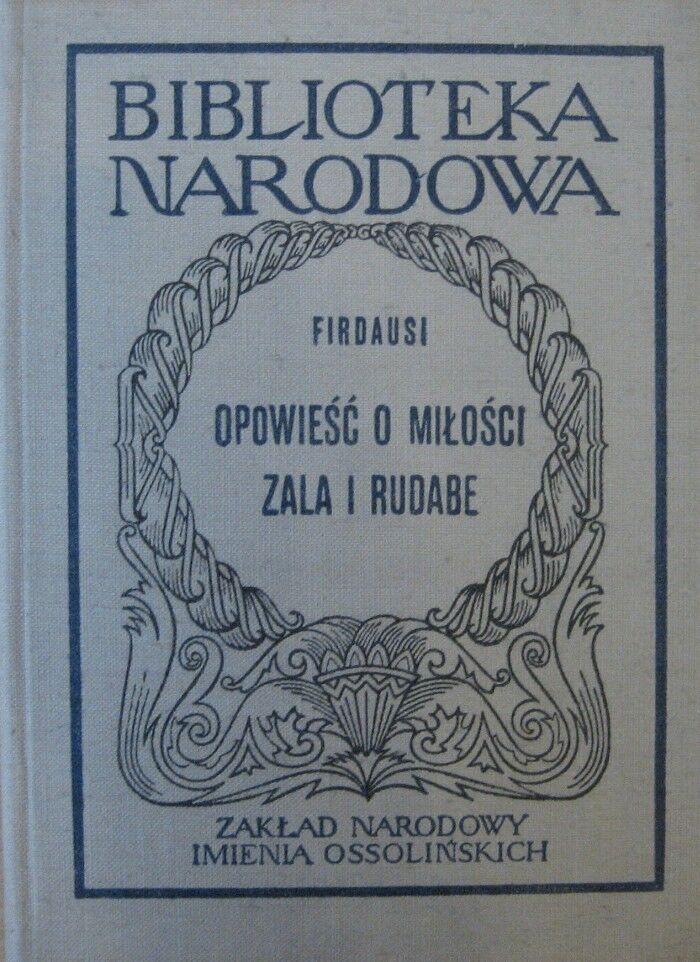 BIBLIOTEKA
NARODOWA
FIRDAUSI
OPOWIEŚĆ O MIŁOŚCI
ZALA I RUDABE
ZAKŁAD NARODOWY
IMIENIA OSSOLIŃSKICH